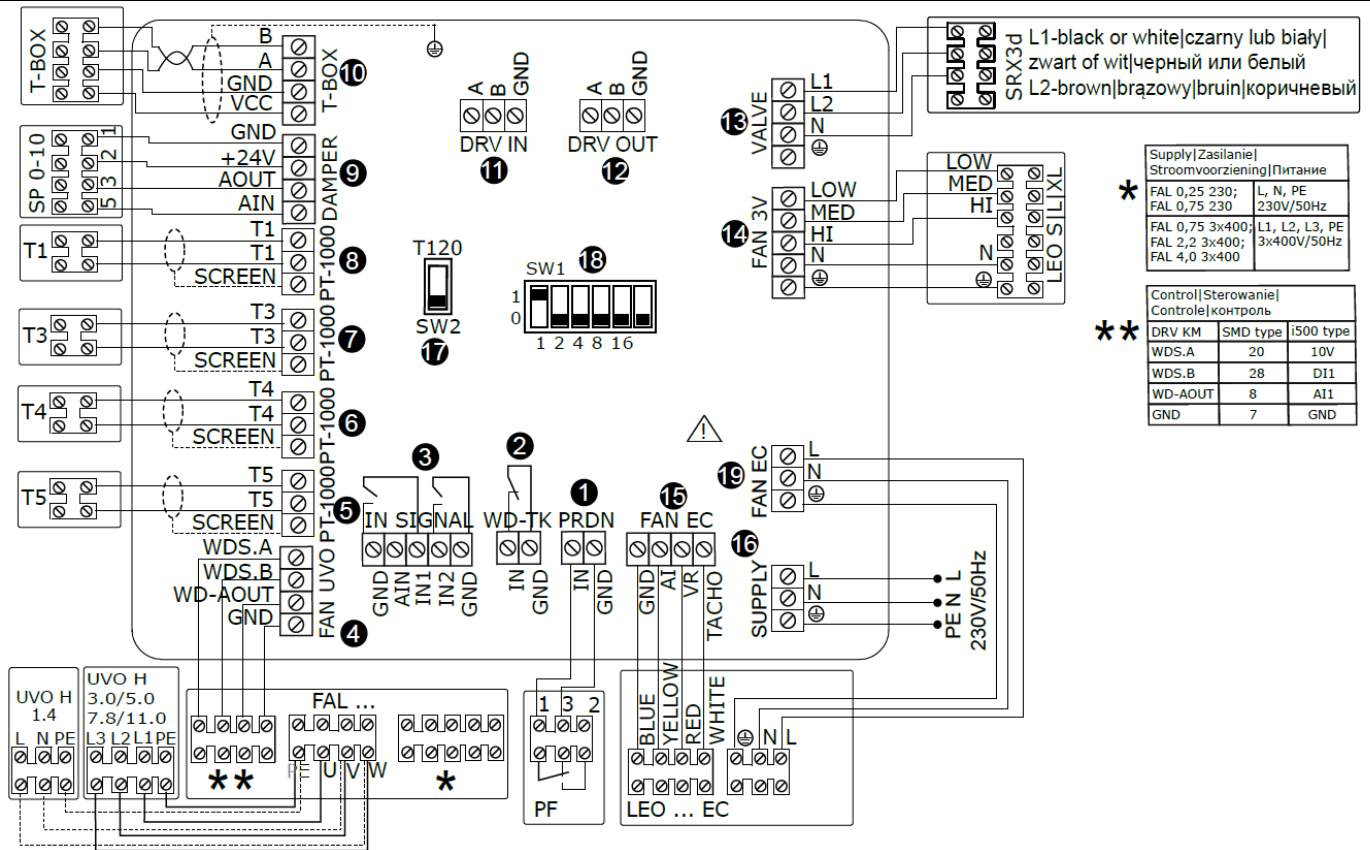 T-BOX
B
A
GND
VCC
T-BOX
10
SP 0-10
1
2
3
5
GND
+24V
AOUT
AIN
DAMPER
9
T1
T1
T1
SCREEN
PT-1000
8
T3
T3
T3
SCREEN
PT-1000
7
T4
T4
T4
SCREEN
PT-1000
6
T5
T5
T5
SCREEN
PT-1000
5
WDS.A
WDS.B
WD-AOUT
GND
FAN UVO
4
A
B
GND
DRV IN
11
A
B
GND
DRV OUT
12
T120
SW2
17
SW1
18
1
0
1 2 4 8 16
3
IN SIGNAL
GND
AIN
IN1
IN2
GND
2
WD-TK
IN
GND
1
PRDN
IN
GND
15
FAN EC
GND
AI
VR
TACHO
13
VALVE
L1
L2
N
SRX3d
L1-black or white|czarny lub biały|
zwart of wit|черный или белый
L2-brown|brązowy|bruin|коричневый
14
FAN 3V
LOW
MED
HI
N
LOW
MED
HI
N
LEO S|L|XL
*
Supply|Zasilanie|
Stroomvoorziening|Питание
FAL 0,25 230; L, N, PE
FAL 0,75 230 230V/50Hz
FAL 0,75 3x400; L1, L2, L3, PE
FAL 2,2 3x400; 3x400V/50Hz
FAL 4,0 3x400
**
Control|Sterowanie|
Controle|контроль
DRV KM SMD type i500 type
WDS.A 20 10V
WDS.B 28 DI1
WD-AOUT 8 AI1
GND 7 GND
19
FAN EC
L
N
16
SUPPLY
L
N
PE N L
230V/50Hz
UVO H
1.4
L N PE
UVO H
3.0/5.0
7.8/11.0
L3 L2 L1 PE
FAL ...
**
PE U V W
*
1 3 2
PF
BLUE
YELLOW
RED
WHITE
N L
LEO ... EC